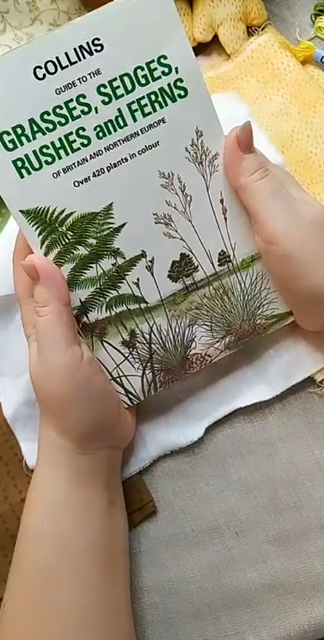 COLLINS
GUIDE TO THE
GRASSES, SEDGES,
RUSHES and FERNS
OF BRITAIN AND NORTHERN EUROPE
Over 420 plants in colour